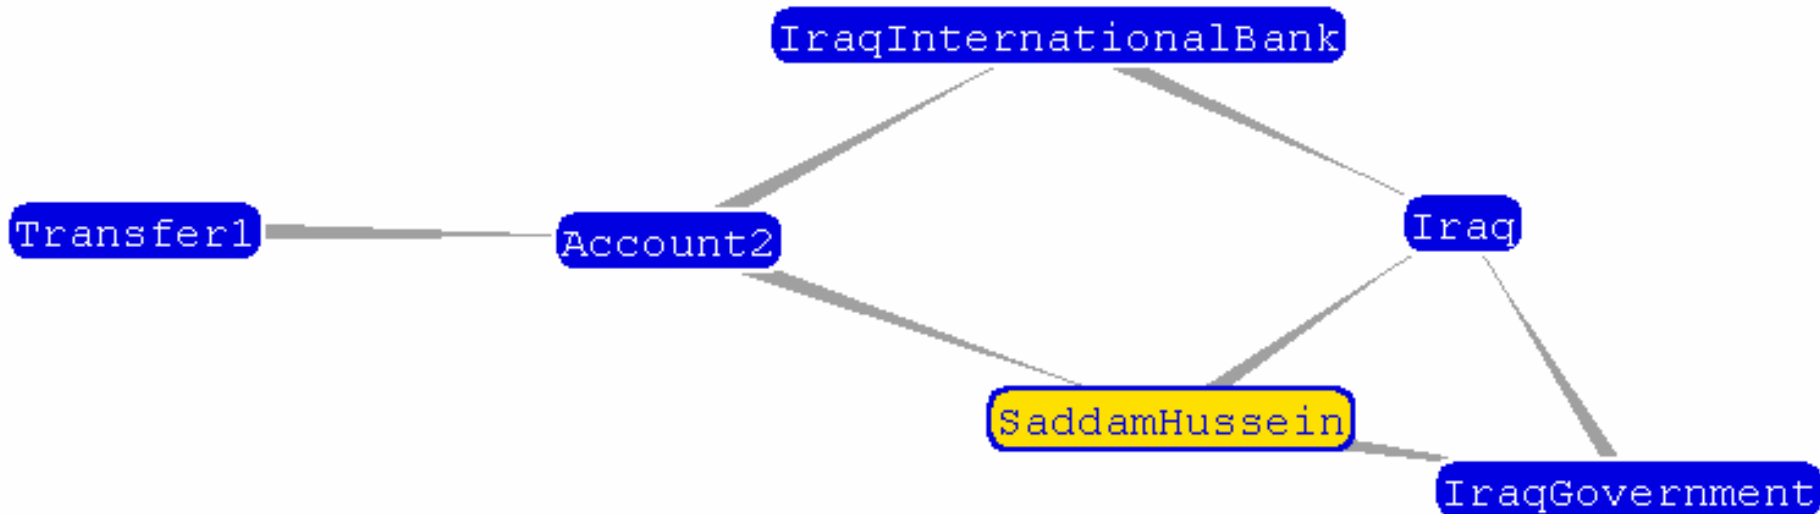 IraqInternationalBank
Transfer1
Account2
Iraq
SaddamHussein
IraqGovernment